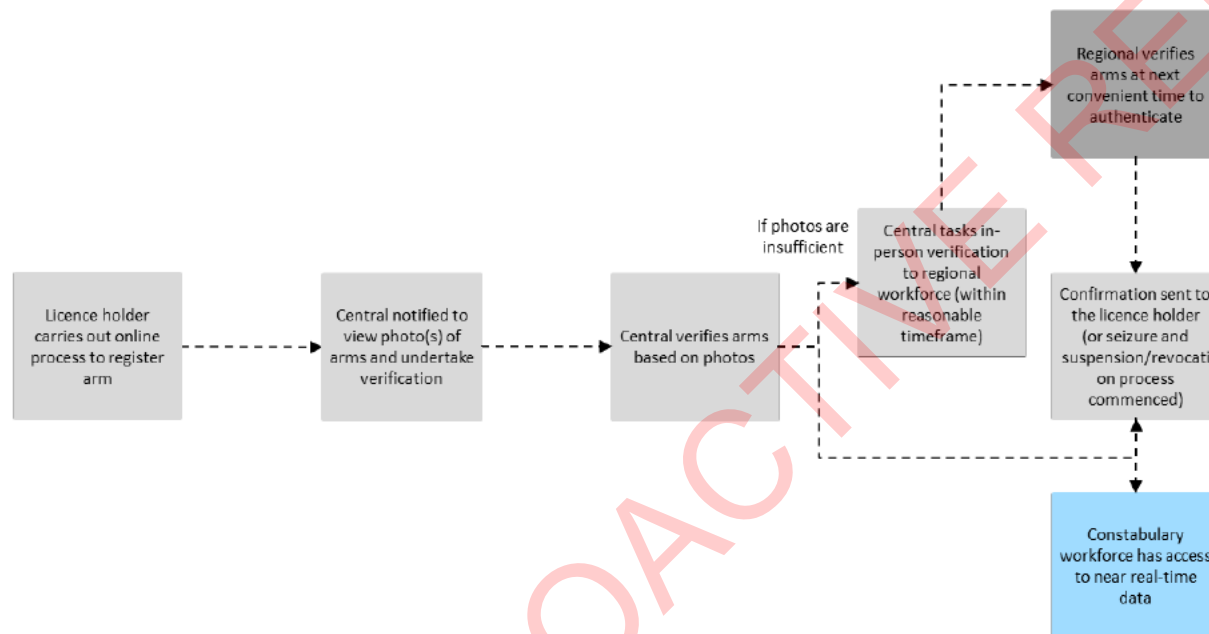 Regional verifies
arms at next
convenient time to
authenticate
If photos are
insufficient
Central tasks in-
person verification
to regional
workforce (within
reasonable
timeframe)
Licence holder
carries out online
process to register
arm
Central notified to
view photo(s) of
arms and undertake
verification
Central verifies arms
based on photos
Confirmation sent to
the licence holder
(or seizure and
suspension/revocati
on process
commenced)
Constabulary
workforce has access
to near real-time
data
OACTIVE RE